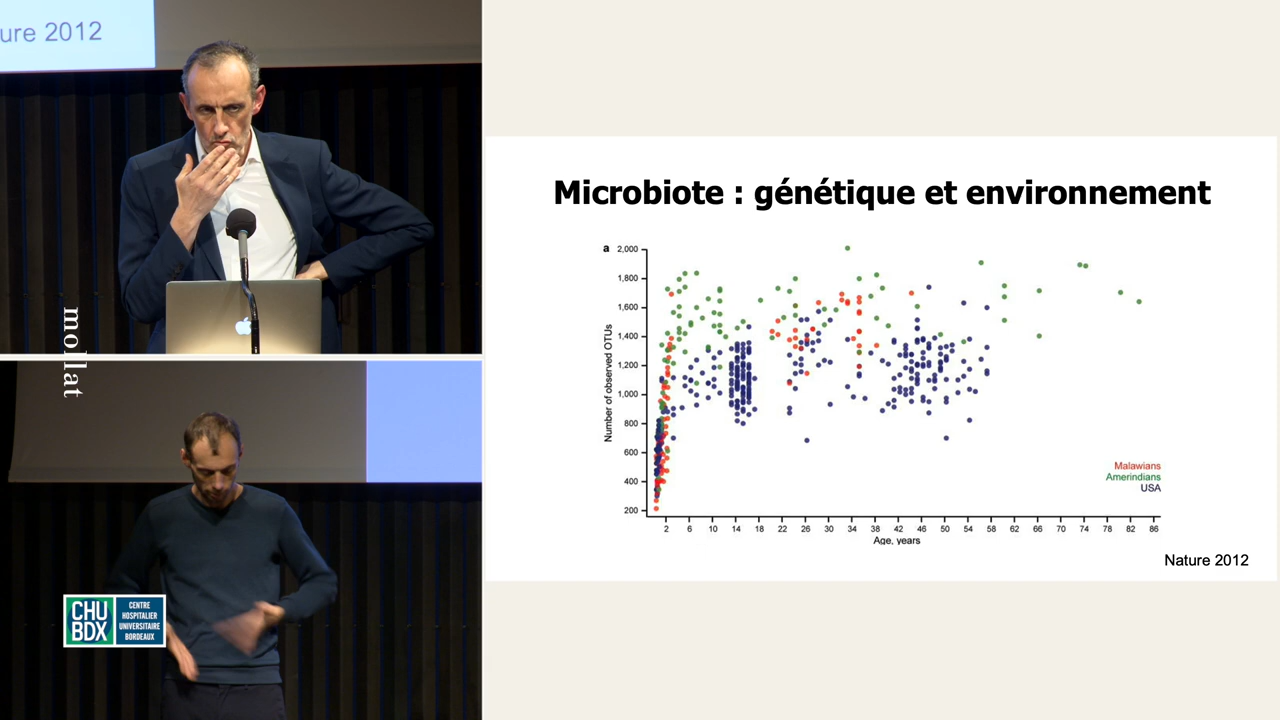 ure 2012
mollat
CHU
BDX
CENTRE
HOSPITALIER
UNIVERSITAIRE
BORDEAUX
Microbiote : génétique et environnement
a
Number of observed OTUs
2,000
1,800
1,600
1,400
1,200
1,000
800
600
400
200
2 6 10 14 18 22 26 30 34 38 42 46 50 54 58 62 66 70 74 78 82 86
Age, years
Malawians
Amerindians
USA
Nature 2012